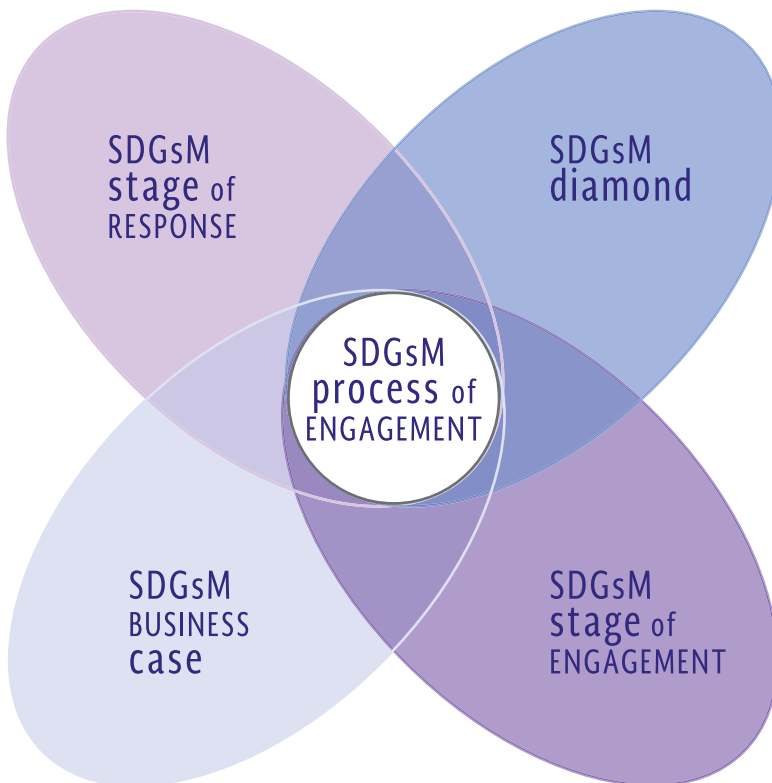 SDGsM
stage of
RESPONSE
SDGsM
diamond
SDGsM
process of
ENGAGEMENT
SDGsM
BUSINESS
case
SDGsM
stage of
ENGAGEMENT